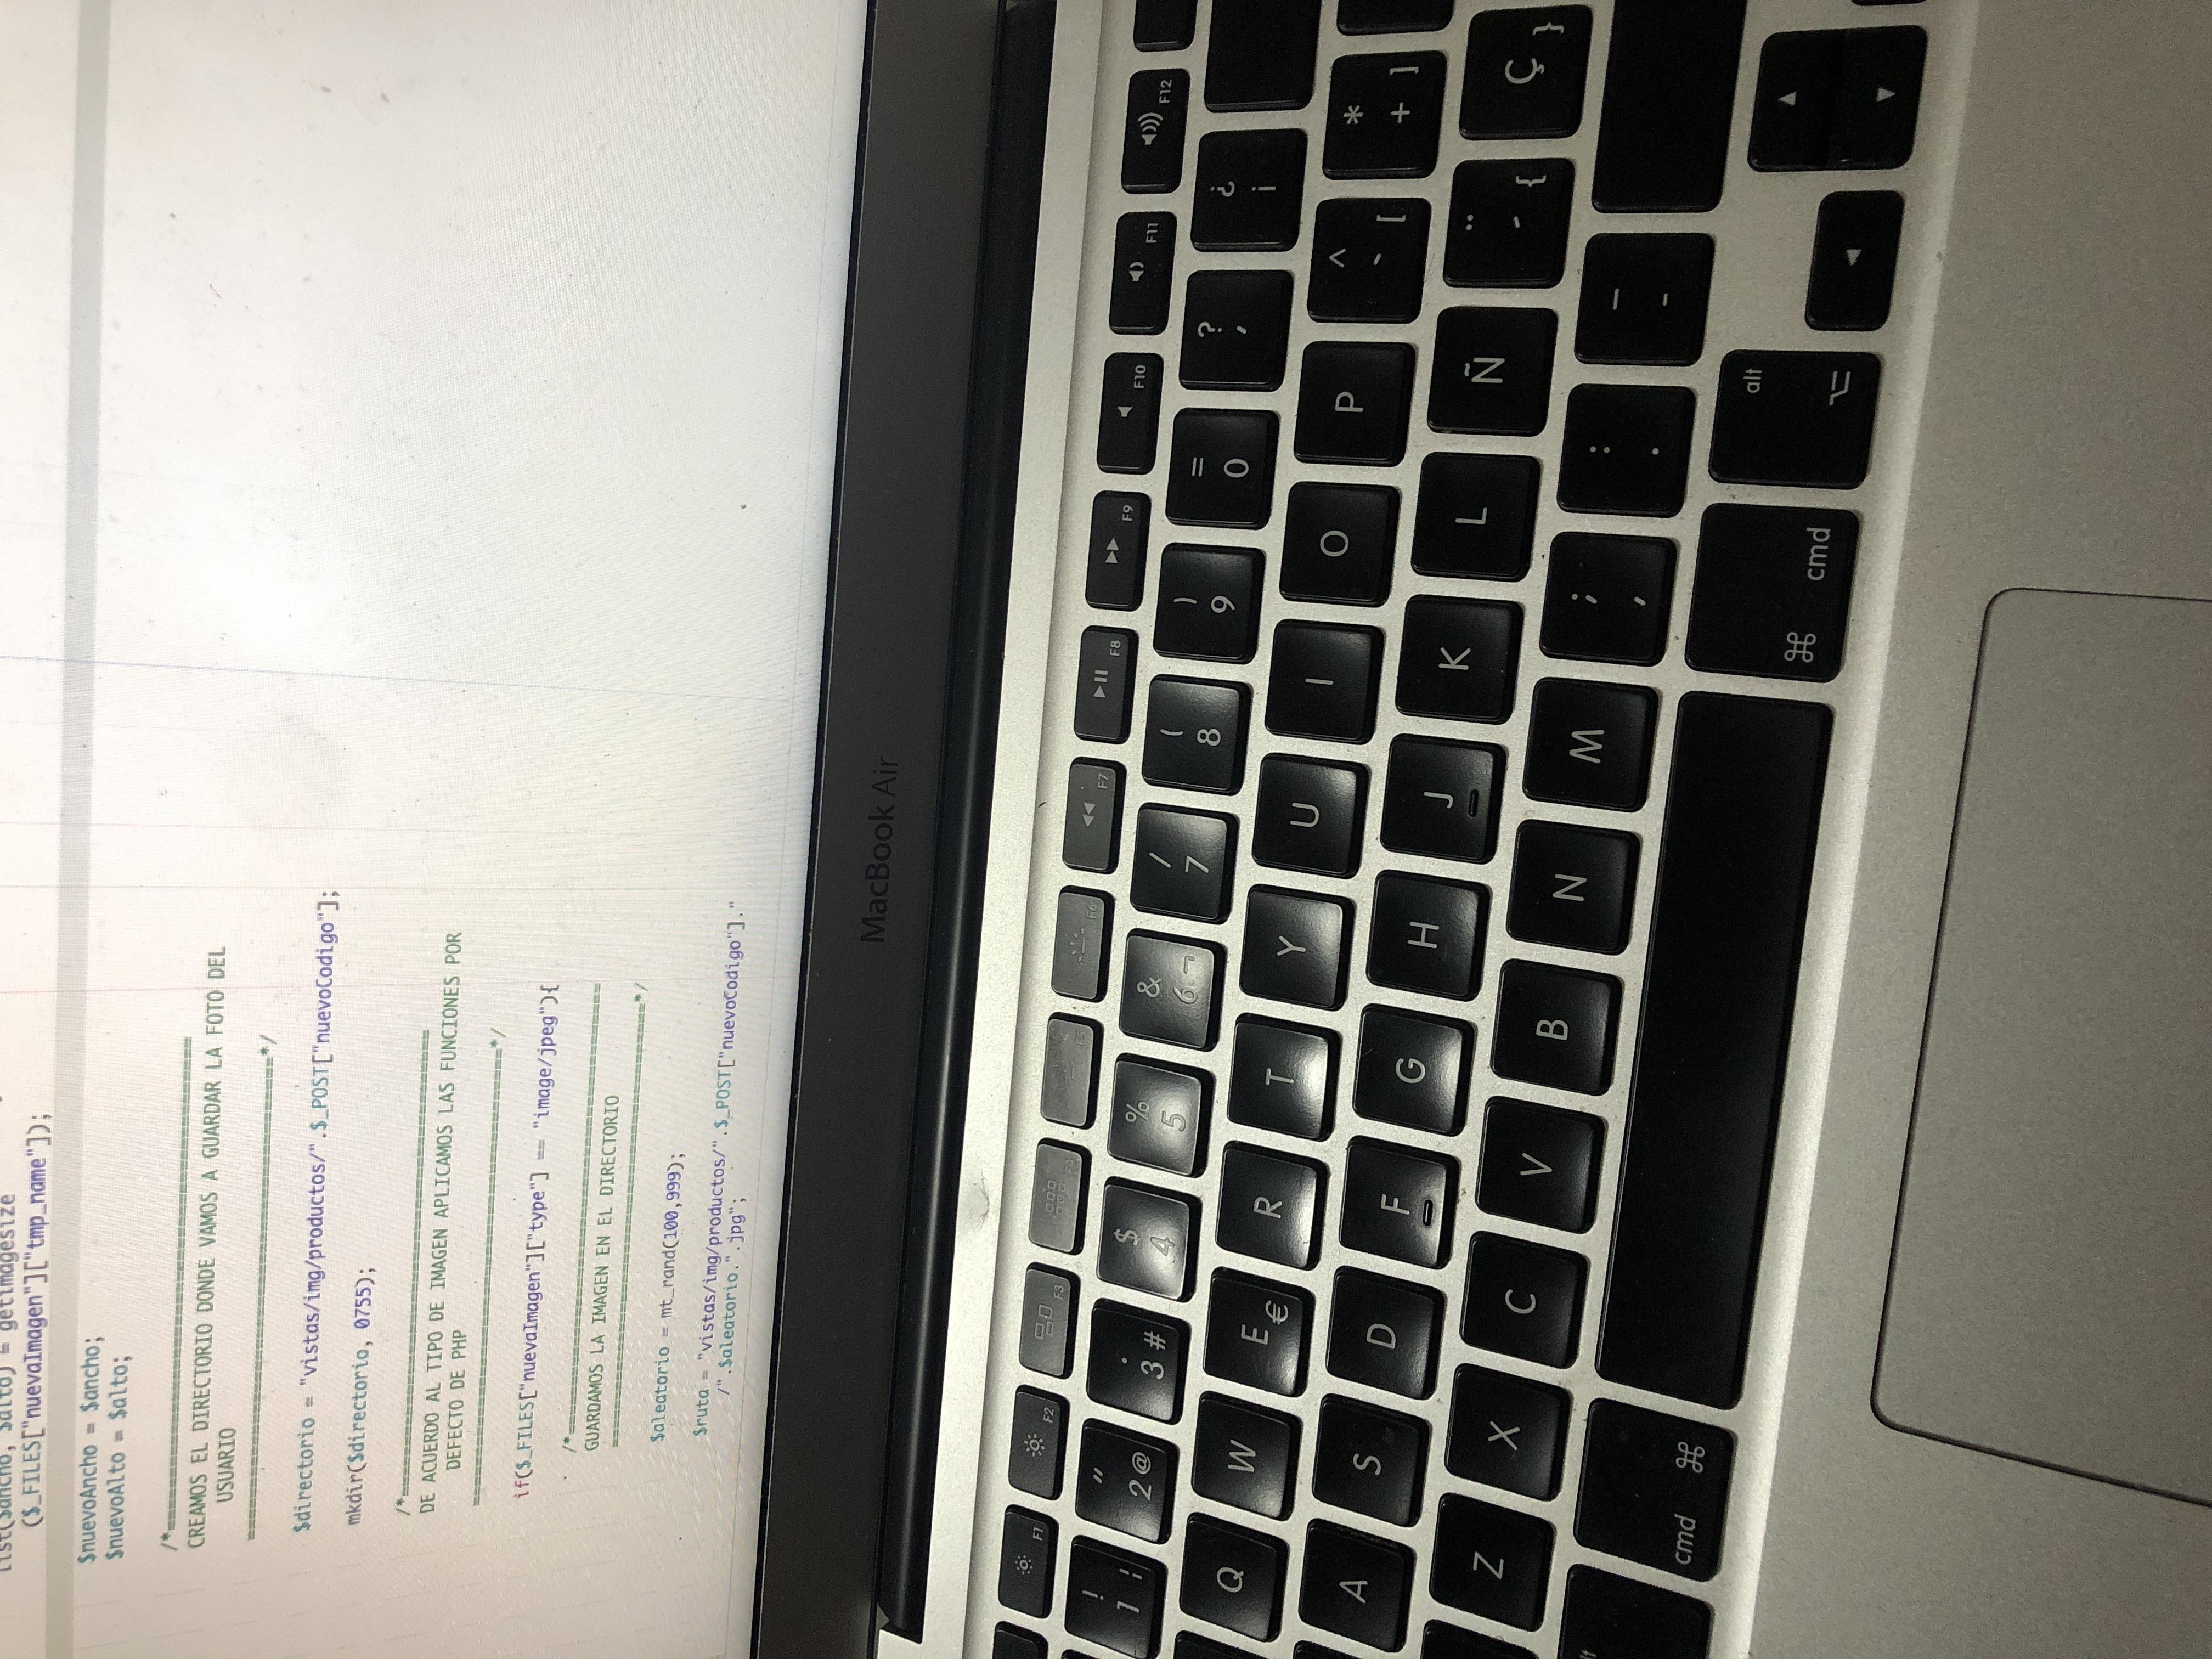 list($ancho, $alto) = getimagesize
($_FILES["nuevaImagen"]["tmp_name"]);
$nuevoAncho = $ancho;
$nuevoAlto = $alto;
/*=============================================
CREAMOS EL DIRECTORIO DONDE VAMOS A GUARDAR LA FOTO DEL
USUARIO
=============================================*/
$directorio = "vistas/img/productos/".$_POST["nuevoCodigo"];
mkdir($directorio, 0755);
/*=============================================
DE ACUERDO AL TIPO DE IMAGEN APLICAMOS LAS FUNCIONES POR
DEFECTO DE PHP
=============================================*/
if($_FILES["nuevaImagen"]["type"] == "image/jpeg"){
/*=============================================
GUARDAMOS LA IMAGEN EN EL DIRECTORIO
=============================================*/
$aleatorio = mt_rand(100,999);
$ruta = "vistas/img/productos/".$_POST["nuevoCodigo"]."
/".$aleatorio.".jpg";
MacBook Air
F1 F2 F3 F6 F7 F8 F9 F10 F11 F12
! " · $ % & / ( ) = ? ¿
1 ¦ 2 @ 3 # 4 5 6 ¬ 7 8 9 0 ' ¡
Q W E € R T Y U I O P ^ ` [ * + ]
A S D F G H J K L Ñ ¨ ´ { Ç }
Z X C V B N M ; , : . _ -
cmd ⌘ ⌘ cmd alt ⌥